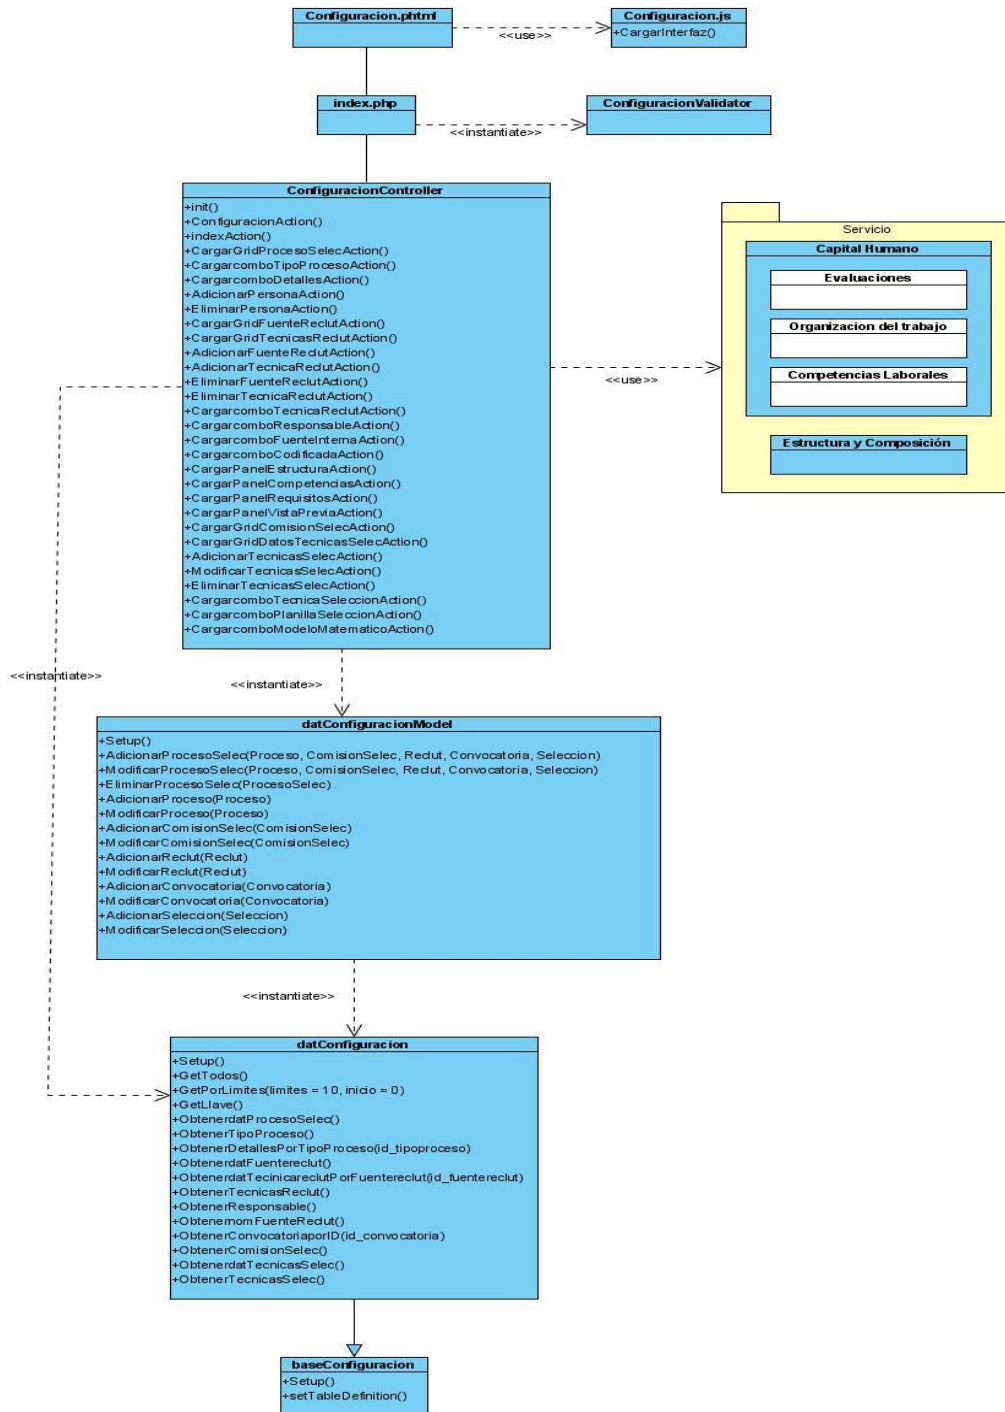 Configuracion.phtml
Configuracion.js
+CargarInterfaz()
<<use>>
index.php
ConfiguracionValidator
<<instantiate>>
ConfiguracionController
+init()
+ConfiguracionAction()
+indexAction()
+CargarGridProcesoSelecAction()
+CargarcomboTipoProcesoAction()
+CargarcomboDetallesAction()
+AdicionarPersonaAction()
+EliminarPersonaAction()
+CargarGridFuenteReclutAction()
+CargarGridTecnicasReclutAction()
+AdicionarFuenteReclutAction()
+AdicionarTecnicaReclutAction()
+EliminarFuenteReclutAction()
+EliminarTecnicaReclutAction()
+CargarcomboTecnicaReclutAction()
+CargarcomboResponsableAction()
+CargarcomboFuenteInternaAction()
+CargarcomboCodificadaAction()
+CargarPanelEstructuraAction()
+CargarPanelCompetenciasAction()
+CargarPanelRequisitosAction()
+CargarPanelVistaPreviaAction()
+CargarGridComisionSelecAction()
+CargarGridDatosTecnicasSelecAction()
+AdicionarTecnicasSelecAction()
+ModificarTecnicasSelecAction()
+EliminarTecnicasSelecAction()
+CargarcomboTecnicaSeleccionAction()
+CargarcomboPlanillaSeleccionAction()
+CargarcomboModeloMatematicoAction()
<<use>>
Servicio
Capital Humano
Evaluaciones
Organizacion del trabajo
Competencias Laborales
Estructura y Composición
<<instantiate>>
<<instantiate>>
datConfiguracionModel
+Setup()
+AdicionarProcesoSelec(Proceso, ComisionSelec, Reclut, Convocatoria, Seleccion)
+ModificarProcesoSelec(Proceso, ComisionSelec, Reclut, Convocatoria, Seleccion)
+EliminarProcesoSelec(ProcesoSelec)
+AdicionarProceso(Proceso)
+ModificarProceso(Proceso)
+AdicionarComisionSelec(ComisionSelec)
+ModificarComisionSelec(ComisionSelec)
+AdicionarReclut(Reclut)
+ModificarReclut(Reclut)
+AdicionarConvocatoria(Convocatoria)
+ModificarConvocatoria(Convocatoria)
+AdicionarSeleccion(Seleccion)
+ModificarSeleccion(Seleccion)
<<instantiate>>
datConfiguracion
+Setup()
+GetTodos()
+GetPorLimites(limites = 10, inicio = 0)
+GetLlave()
+ObtenerdatProcesoSelec()
+ObtenerTipoProceso()
+ObtenerDetallesPorTipoProceso(id_tipoproceso)
+ObtenerdatFuentereclut()
+ObtenerdatTecinicareclutPorFuentereclut(id_fuentereclut)
+ObtenerTecnicasReclut()
+ObtenerResponsable()
+ObtenernomFuenteReclut()
+ObtenerConvocatoriaporID(id_convocatoria)
+ObtenerComisionSelec()
+ObtenerdatTecnicasSelec()
+ObtenerTecnicasSelec()
baseConfiguracion
+Setup()
+setTableDefinition()